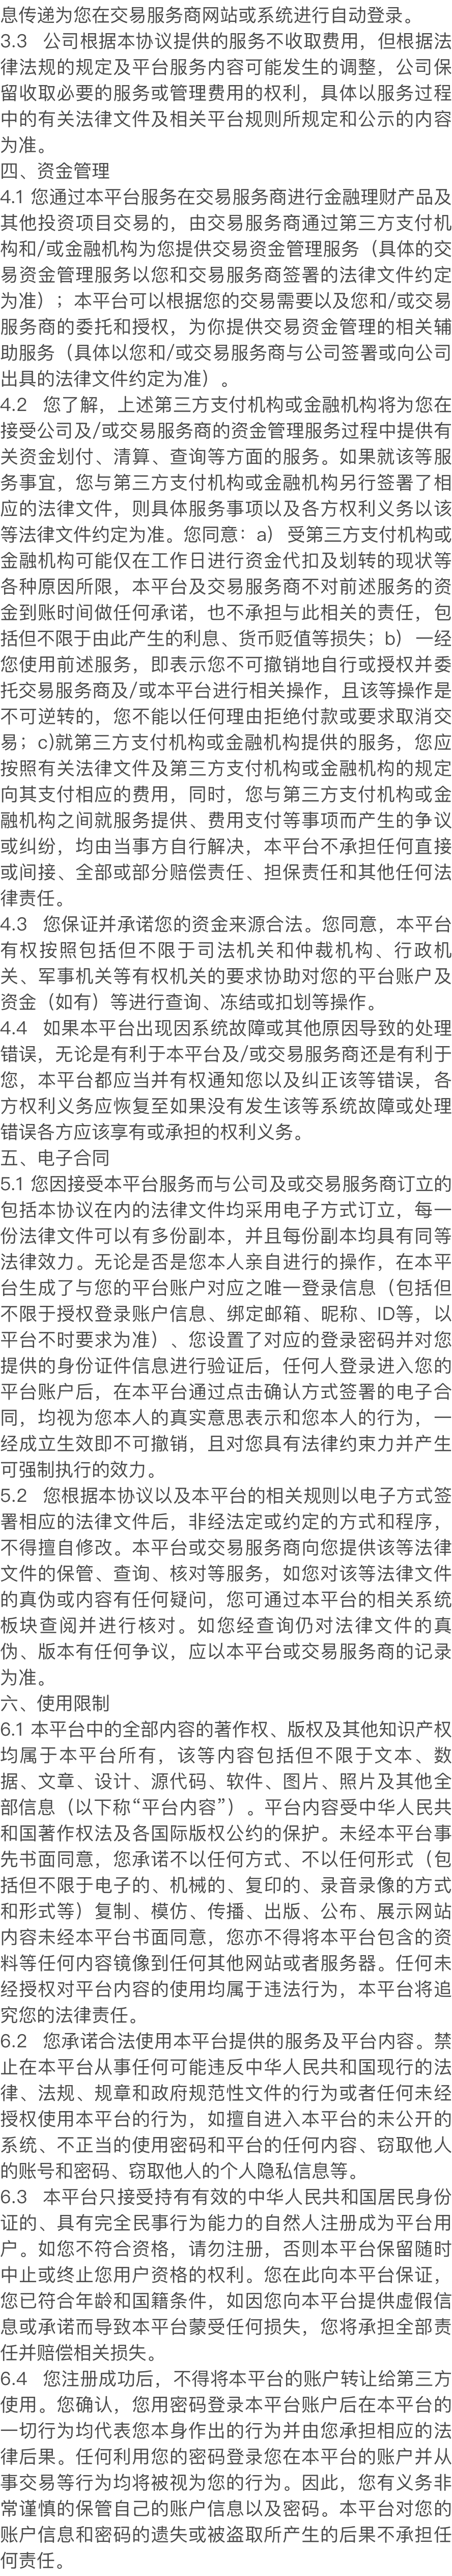 息传递为您在交易服务商网站或系统进行自动登录。
3.3 公司根据本协议提供的服务不收取费用，但根据法
律法规的规定及平台服务内容可能发生的调整，公司保
留收取必要的服务或管理费用的权利，具体以服务过程
中的有关法律文件及相关平台规则所规定和公示的内容
为准。
四、资金管理
4.1 您通过本平台服务在交易服务商进行金融理财产品及
其他投资项目交易的，由交易服务商通过第三方支付机
构和/或金融机构为您提供交易资金管理服务（具体的交
易资金管理服务以您和交易服务商签署的法律文件约定
为准）；本平台可以根据您的交易需要以及您和/或交易
服务商的委托和授权，为你提供交易资金管理的相关辅
助服务（具体以您和/或交易服务商与公司签署或向公司
出具的法律文件约定为准）。
4.2 您了解，上述第三方支付机构或金融机构将为您在
接受公司及/或交易服务商的资金管理服务过程中提供有
关资金划付、清算、查询等方面的服务。如果就该等服
务事宜，您与第三方支付机构或金融机构另行签署了相
应的法律文件，则具体服务事项以及各方权利义务以该
等法律文件约定为准。您同意：a）受第三方支付机构或
金融机构可能仅在工作日进行资金代扣及划转的现状等
各种原因所限，本平台及交易服务商不对前述服务的资
金到账时间做任何承诺，也不承担与此相关的责任，包
括但不限于由此产生的利息、货币贬值等损失；b）一经
您使用前述服务，即表示您不可撤销地自行或授权并委
托交易服务商及/或本平台进行相关操作，且该等操作是
不可逆转的，您不能以任何理由拒绝付款或要求取消交
易；c)就第三方支付机构或金融机构提供的服务，您应
按照有关法律文件及第三方支付机构或金融机构的规定
向其支付相应的费用，同时，您与第三方支付机构或金
融机构之间就服务提供、费用支付等事项而产生的争议
或纠纷，均由当事方自行解决，本平台不承担任何直接
或间接、全部或部分赔偿责任、担保责任和其他任何法
律责任。
4.3 您保证并承诺您的资金来源合法。您同意，本平台
有权按照包括但不限于司法机关和仲裁机构、行政机
关、军事机关等有权机关的要求协助对您的平台账户及
资金（如有）等进行查询、冻结或扣划等操作。
4.4 如果本平台出现因系统故障或其他原因导致的处理
错误，无论是有利于本平台及/或交易服务商还是有利于
您，本平台都应当并有权通知您以及纠正该等错误，各
方权利义务应恢复至如果没有发生该等系统故障或处理
错误各方应该享有或承担的权利义务。
五、电子合同
5.1 您因接受本平台服务而与公司及或交易服务商订立的
包括本协议在内的法律文件均采用电子方式订立，每一
份法律文件可以有多份副本，并且每份副本均具有同等
法律效力。无论是否是您本人亲自进行的操作，在本平
台生成了与您的平台账户对应之唯一登录信息（包括但
不限于授权登录账户信息、绑定邮箱、昵称、ID等，以
平台不时要求为准）、您设置了对应的登录密码并对您
提供的身份证件信息进行验证后，任何人登录进入您的
平台账户后，在本平台通过点击确认方式签署的电子合
同，均视为您本人的真实意思表示和您本人的行为，一
经成立生效即不可撤销，且对您具有法律约束力并产生
可强制执行的效力。
5.2 您根据本协议以及本平台的相关规则以电子方式签
署相应的法律文件后，非经法定或约定的方式和程序，
不得擅自修改。本平台或交易服务商向您提供该等法律
文件的保管、查询、核对等服务，如您对该等法律文件
的真伪或内容有任何疑问，您可通过本平台的相关系统
板块查阅并进行核对。如您经查询仍对法律文件的真
伪、版本有任何争议，应以本平台或交易服务商的记录
为准。
六、使用限制
6.1 本平台中的全部内容的著作权、版权及其他知识产权
均属于本平台所有，该等内容包括但不限于文本、数
据、文章、设计、源代码、软件、图片、照片及其他全
部信息（以下称“平台内容”）。平台内容受中华人民共
和国著作权法及各国际版权公约的保护。未经本平台事
先书面同意，您承诺不以任何方式、不以任何形式（包
括但不限于电子的、机械的、复印的、录音录像的方式
和形式等）复制、模仿、传播、出版、公布、展示网站
内容未经本平台书面同意，您亦不得将本平台包含的资
料等任何内容镜像到任何其他网站或者服务器。任何未
经授权对平台内容的使用均属于违法行为，本平台将追
究您的法律责任。
6.2 您承诺合法使用本平台提供的服务及平台内容。禁
止在本平台从事任何可能违反中华人民共和国现行的法
律、法规、规章和政府规范性文件的行为或者任何未经
授权使用本平台的行为，如擅自进入本平台的未公开的
系统、不正当的使用密码和平台的任何内容、窃取他人
的账号和密码、窃取他人的个人隐私信息等。
6.3 本平台只接受持有有效的中华人民共和国居民身份
证的、具有完全民事行为能力的自然人注册成为平台用
户。如您不符合资格，请勿注册，否则本平台保留随时
中止或终止您用户资格的权利。您在此向本平台保证，
您已符合年龄和国籍条件，如因您向本平台提供虚假信
息或承诺而导致本平台蒙受任何损失，您将承担全部责
任并赔偿相关损失。
6.4 您注册成功后，不得将本平台的账户转让给第三方
使用。您确认，您用密码登录本平台账户后在本平台的
一切行为均代表您本身作出的行为并由您承担相应的法
律后果。任何利用您的密码登录您在本平台的账户并从
事交易等行为均将被视为您的行为。因此，您有义务非
常谨慎的保管自己的账户信息以及密码。本平台对您的
账户信息和密码的遗失或被盗取所产生的后果不承担任
何责任。